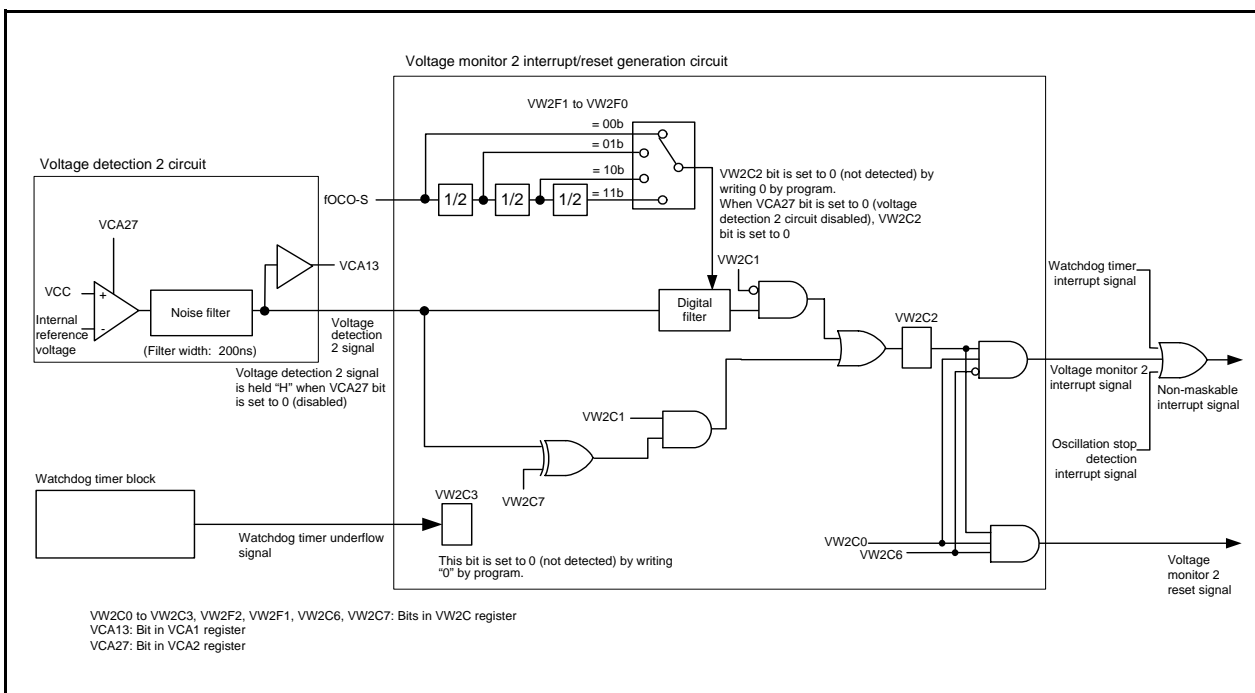 Voltage monitor 2 interrupt/reset generation circuit
VW2F1 to VW2F0
= 00b
= 01b
= 10b
= 11b
fOCO-S
1/2
1/2
1/2
Voltage detection 2 circuit
VCA27
VCA13
VCC
+
-
Internal
reference
voltage
Noise filter
(Filter width: 200ns)
Voltage
detection
2 signal
Voltage detection 2 signal
is held “H” when VCA27 bit
is set to 0 (disabled)
VW2C2 bit is set to 0 (not detected) by
writing 0 by program.
When VCA27 bit is set to 0 (voltage
detection 2 circuit disabled), VW2C2
bit is set to 0
VW2C1
Digital
filter
VW2C2
VW2C1
VW2C7
Watchdog timer
interrupt signal
Voltage monitor 2
interrupt signal
Non-maskable
interrupt signal
Oscillation stop
detection
interrupt signal
Watchdog timer block
Watchdog timer underflow
signal
VW2C3
This bit is set to 0 (not detected) by writing
“0” by program.
VW2C0
VW2C6
Voltage
monitor 2
reset signal
VW2C0 to VW2C3, VW2F2, VW2F1, VW2C6, VW2C7: Bits in VW2C register
VCA13: Bit in VCA1 register
VCA27: Bit in VCA2 register